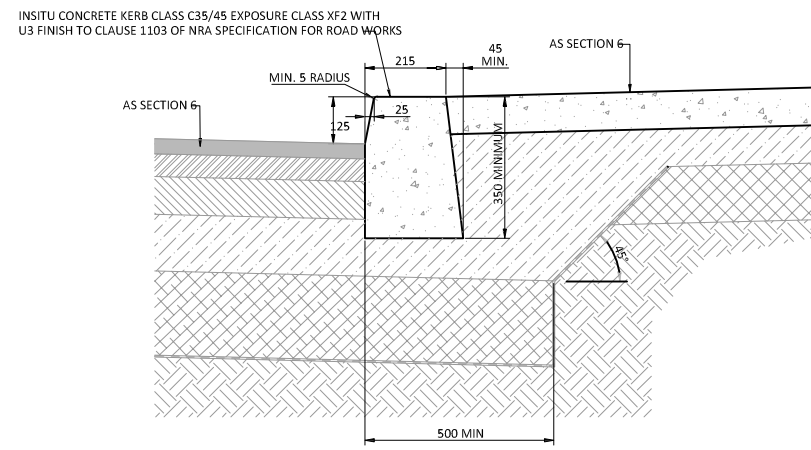 INSITU CONCRETE KERB CLASS C35/45 EXPOSURE CLASS XF2 WITH
U3 FINISH TO CLAUSE 1103 OF NRA SPECIFICATION FOR ROAD WORKS
AS SECTION 6
45
MIN.
215
MIN. 5 RADIUS
AS SECTION 6
25
125
350 MINIMUM
45°
500 MIN